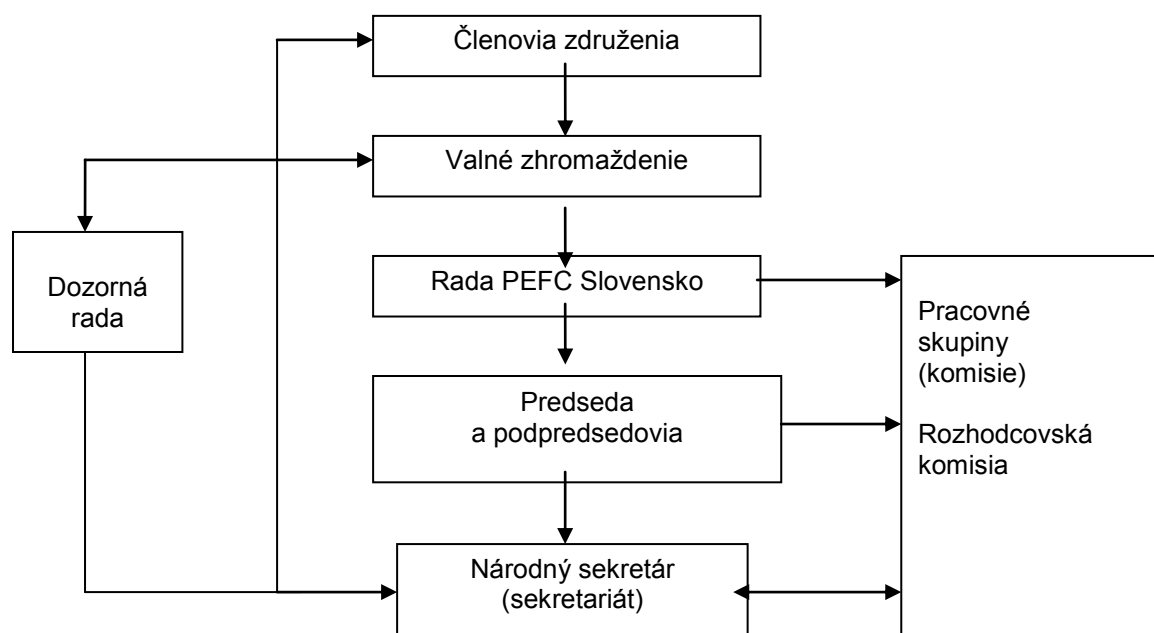 Členovia združenia
Valné zhromaždenie
Dozorná
rada
Rada PEFC Slovensko
Pracovné
skupiny
(komisie)
Predseda
a podpredsedovia
Rozhodcovská
komisia
Národný sekretár
(sekretariát)